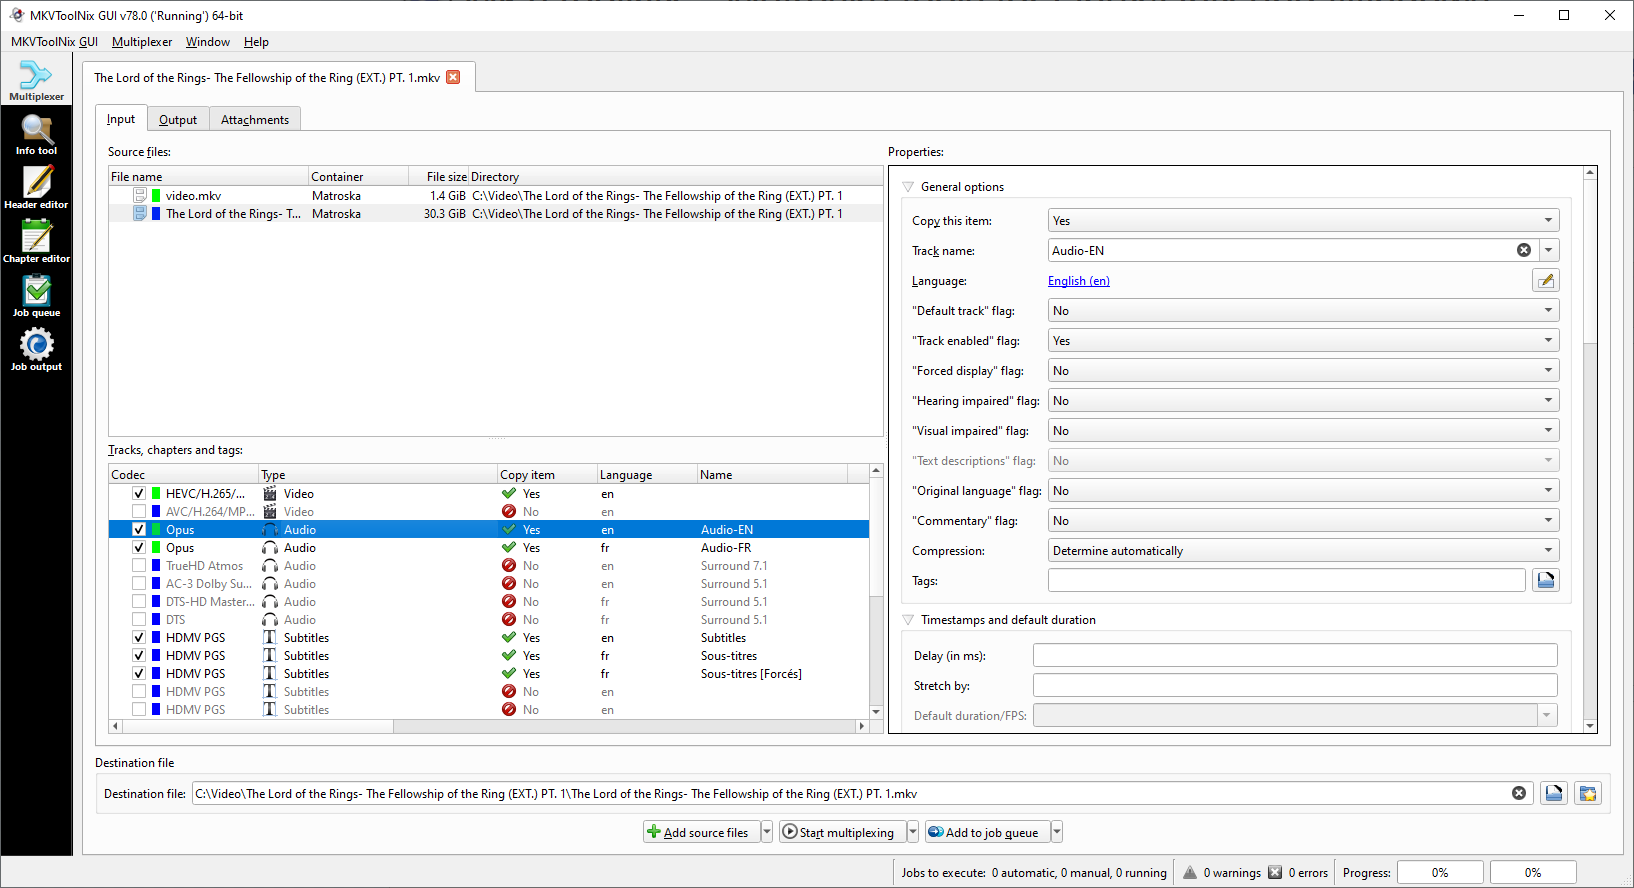 MKVToolNix GUI v78.0 ('Running') 64-bit
MKVToolNix GUI Multiplexer Window Help
Multiplexer
Info tool
Header editor
Chapter editor
Job queue
Job output
The Lord of the Rings- The Fellowship of the Ring (EXT.) PT. 1.mkv
Input Output Attachments
Source files:
File name Container File size Directory
video.mkv Matroska 1.4 GiB C:\Video\The Lord of the Rings- The Fellowship of the Ring (EXT.) PT. 1
The Lord of the Rings- T... Matroska 30.3 GiB C:\Video\The Lord of the Rings- The Fellowship of the Ring (EXT.) PT. 1
Tracks, chapters and tags:
Codec Type Copy item Language Name
HEVC/H.265/... Video Yes en
AVC/H.264/MP... Video No en
Opus Audio Yes en Audio-EN
Opus Audio Yes fr Audio-FR
TrueHD Atmos Audio No en Surround 7.1
AC-3 Dolby Su... Audio No en Surround 5.1
DTS-HD Master... Audio No fr Surround 5.1
DTS Audio No fr Surround 5.1
HDMV PGS Subtitles Yes en Subtitles
HDMV PGS Subtitles Yes fr Sous-titres
HDMV PGS Subtitles Yes fr Sous-titres [Forcés]
HDMV PGS Subtitles No en
HDMV PGS Subtitles No en
Properties:
General options
Copy this item: Yes
Track name: Audio-EN
Language: English (en)
"Default track" flag: No
"Track enabled" flag: Yes
"Forced display" flag: No
"Hearing impaired" flag: No
"Visual impaired" flag: No
"Text descriptions" flag: No
"Original language" flag: No
"Commentary" flag: No
Compression: Determine automatically
Tags:
Timestamps and default duration
Delay (in ms):
Stretch by:
Default duration/FPS:
Destination file
Destination file: C:\Video\The Lord of the Rings- The Fellowship of the Ring (EXT.) PT. 1\The Lord of the Rings- The Fellowship of the Ring (EXT.) PT. 1.mkv
Add source files Start multiplexing Add to job queue
Jobs to execute: 0 automatic, 0 manual, 0 running 0 warnings 0 errors Progress: 0% 0%